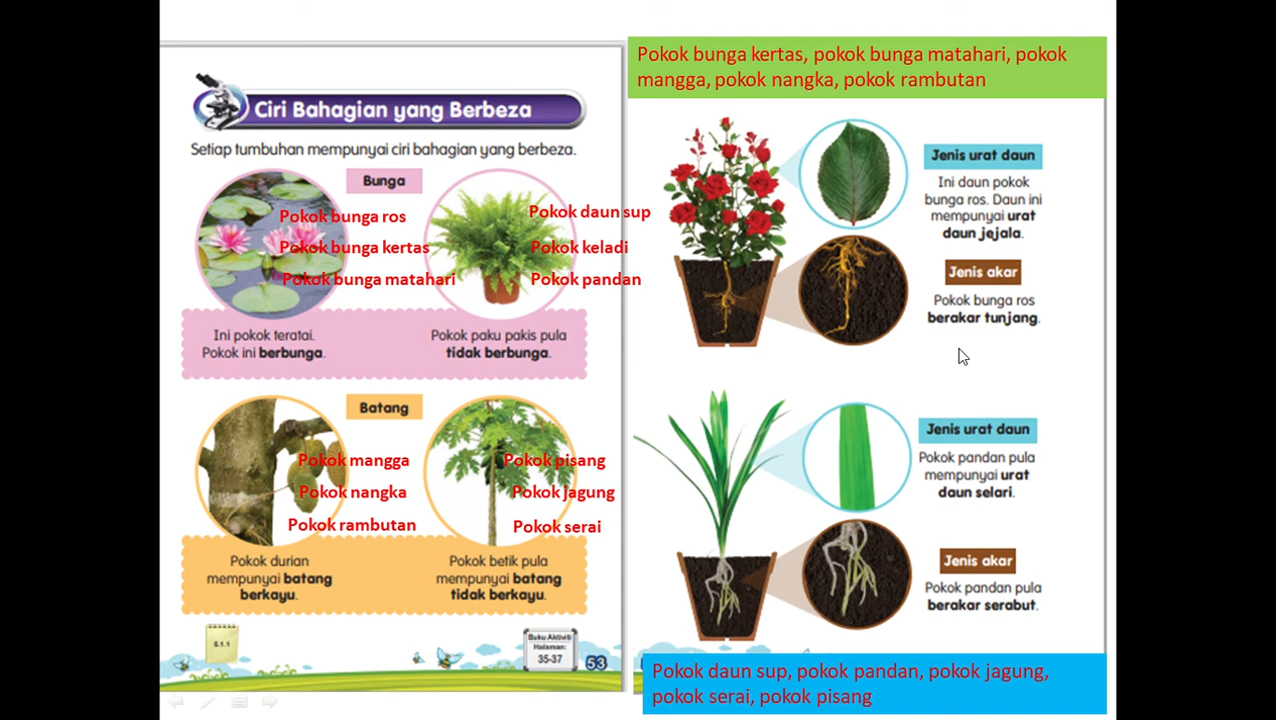 Ciri Bahagian yang Berbeza
Setiap tumbuhan mempunyai ciri bahagian yang berbeza.
Bunga
Pokok bunga ros
Pokok bunga kertas
Pokok bunga matahari
Pokok daun sup
Pokok keladi
Pokok pandan
Ini pokok teratai.
Pokok ini berbunga.
Pokok paku pakis pula
tidak berbunga.
Batang
Pokok mangga
Pokok nangka
Pokok rambutan
Pokok pisang
Pokok jagung
Pokok serai
Pokok durian
mempunyai batang
berkayu.
Pokok betik pula
mempunyai batang
tidak berkayu.
6.1.1
Buku Aktiviti
Halaman:
35-37
53
Pokok bunga kertas, pokok bunga matahari, pokok
mangga, pokok nangka, pokok rambutan
Jenis urat daun
Ini daun pokok
bunga ros. Daun ini
mempunyai urat
daun jejala.
Jenis akar
Pokok bunga ros
berakar tunjang.
Jenis urat daun
Pokok pandan pula
mempunyai urat
daun selari.
Jenis akar
Pokok pandan pula
berakar serabut.
Pokok daun sup, pokok pandan, pokok jagung,
pokok serai, pokok pisang